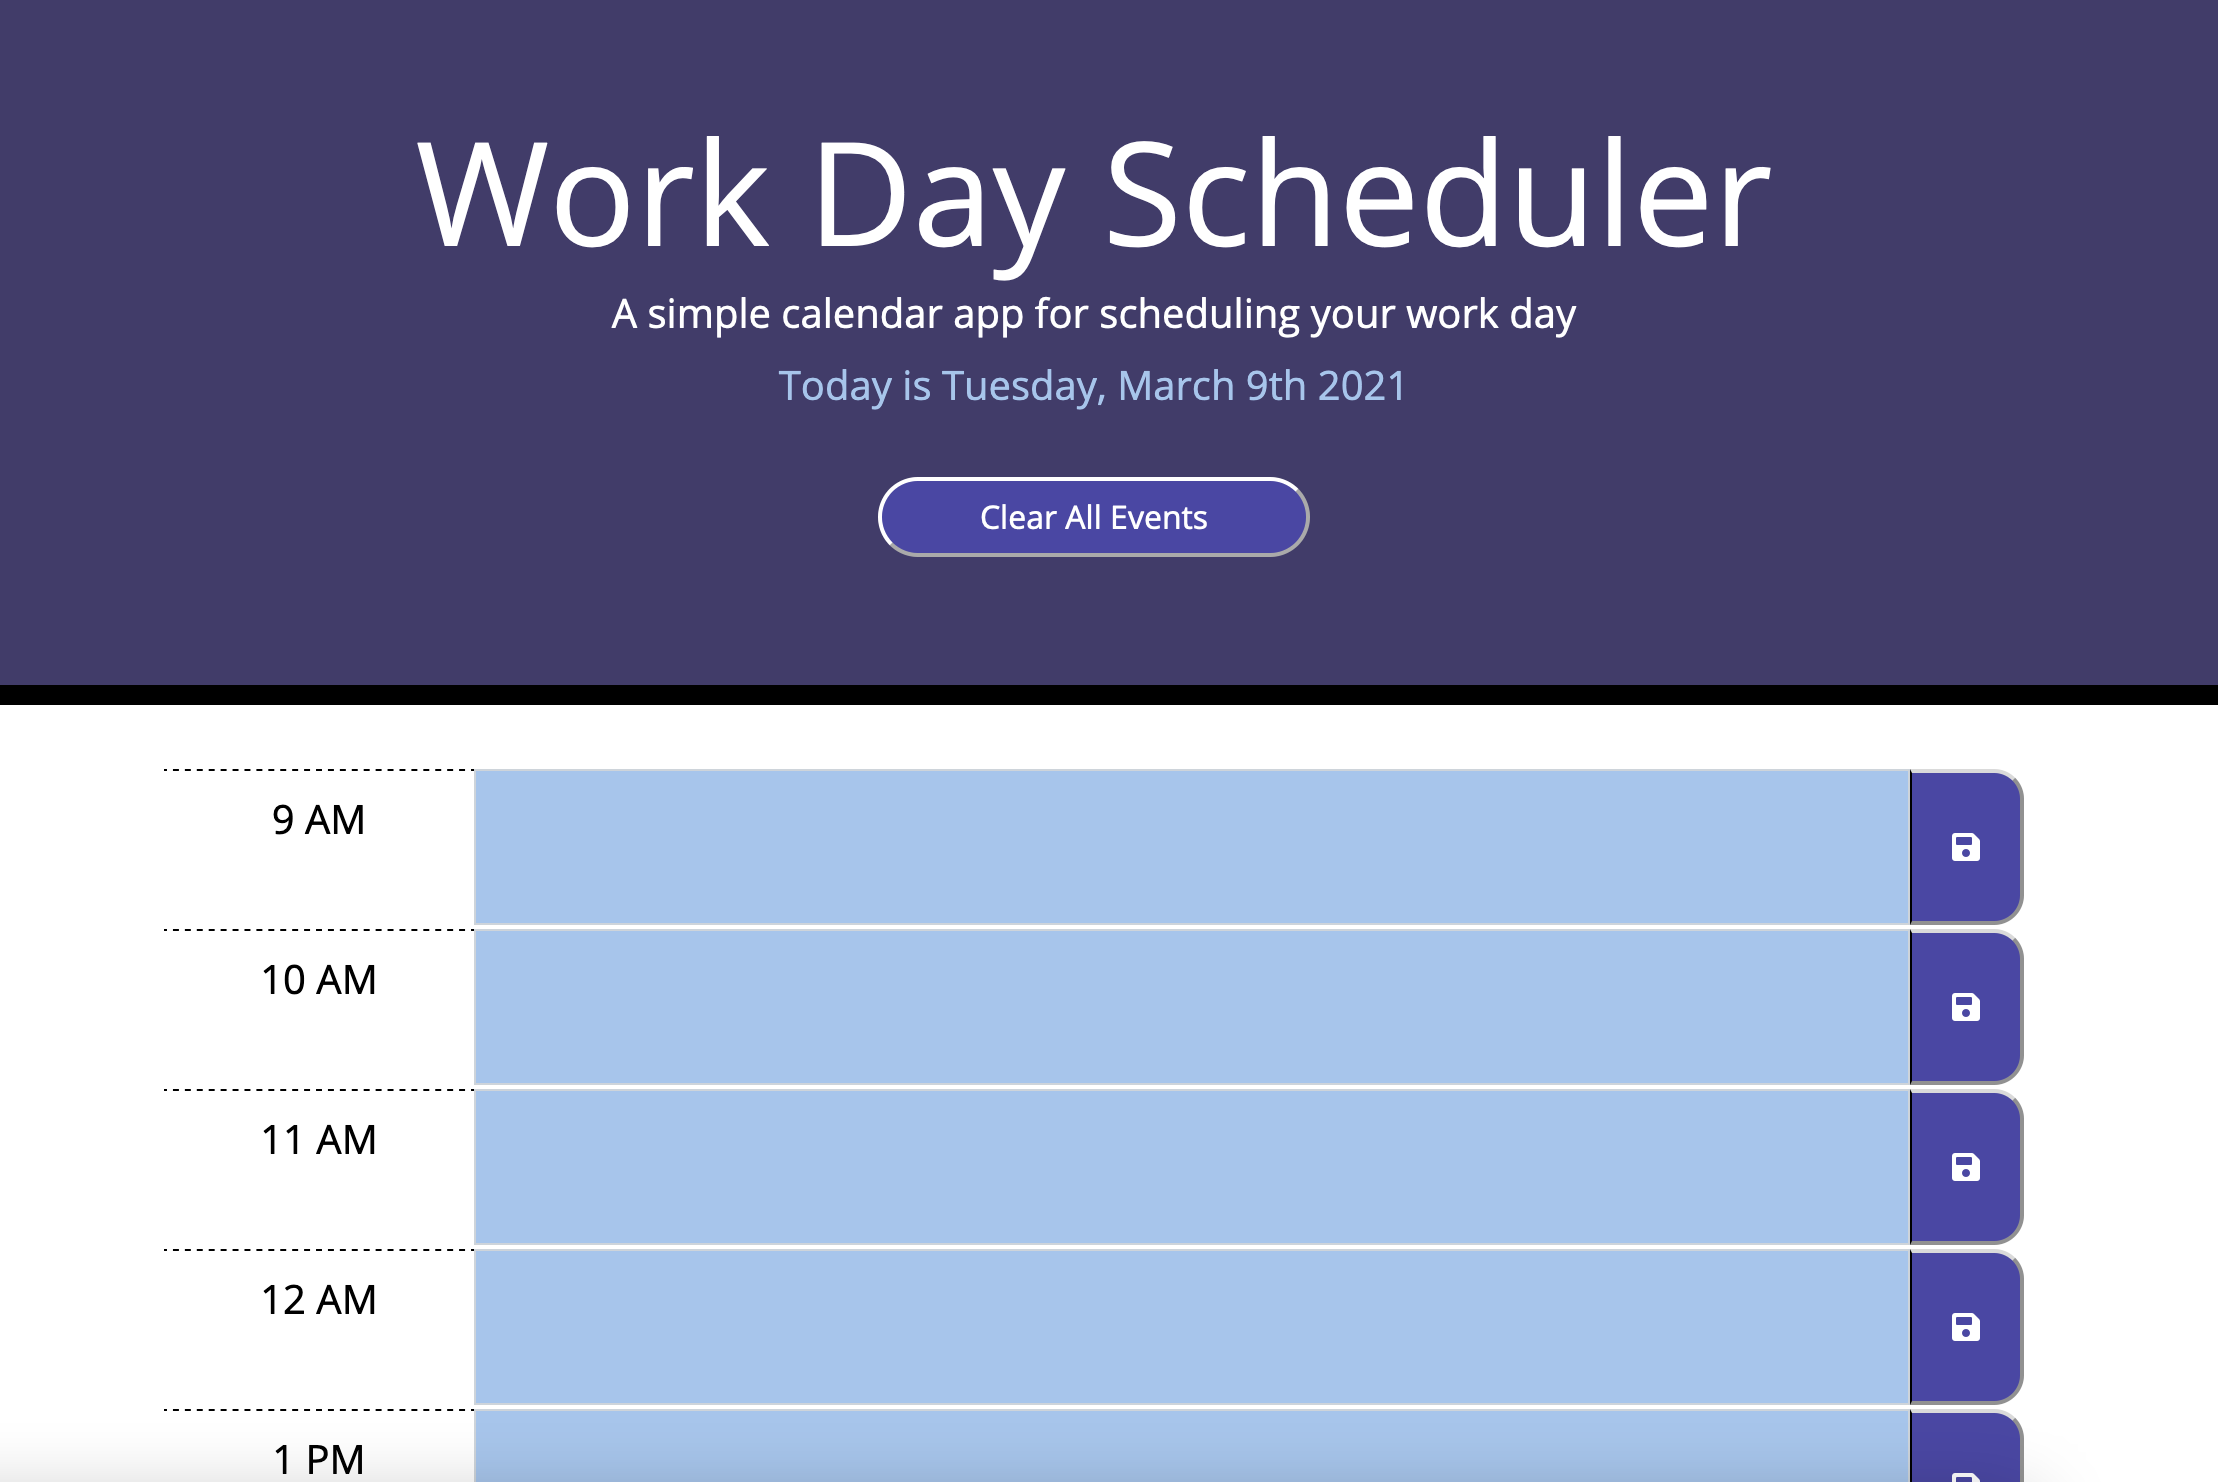 Work Day Scheduler
A simple calendar app for scheduling your work day
Today is Tuesday, March 9th 2021
Clear All Events
9 AM
10 AM
11 AM
12 AM
1 PM